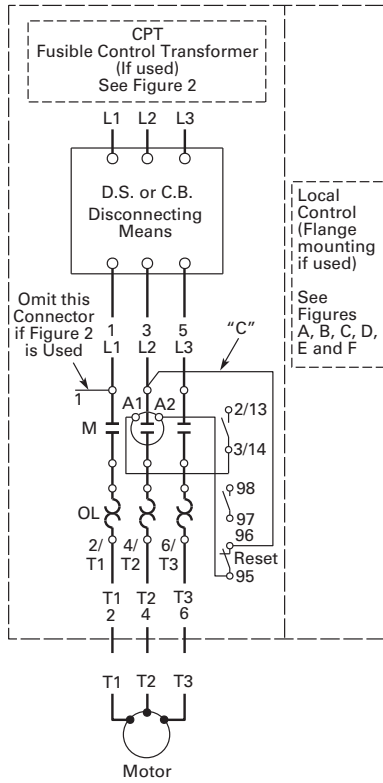 CPT
Fusible Control Transformer
(If used)
See Figure 2
L1 L2 L3
D.S. or C.B.
Disconnecting
Means
Local
Control
(Flange
mounting
if used)
See
Figures
A, B, C, D,
E and F
Omit this
Connector
if Figure 2
is Used
1 3 5
L1 L2 L3
"C"
1
A1 A2
2/13
M
3/14
98
OL
97
96
2/ 4/ 6/
T1 T2 T3
Reset
95
T1 T2 T3
2 4 6
T1 T2 T3
Motor